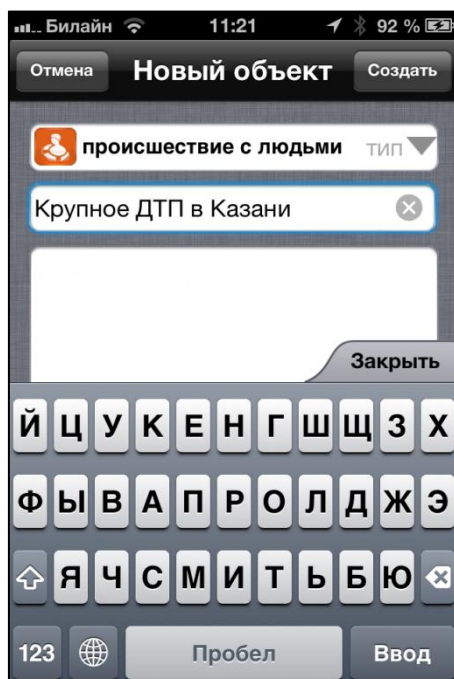 Билайн 11:21 92 %
Отмена Новый объект Создать
происшествие с людьми тип
Крупное ДТП в Казани
Закрыть
Й Ц У К Е Н Г Ш Щ З Х
Ф Ы В А П Р О Л Д Ж Э
Я Ч С М И Т Ь Б Ю
123 Пробел Ввод